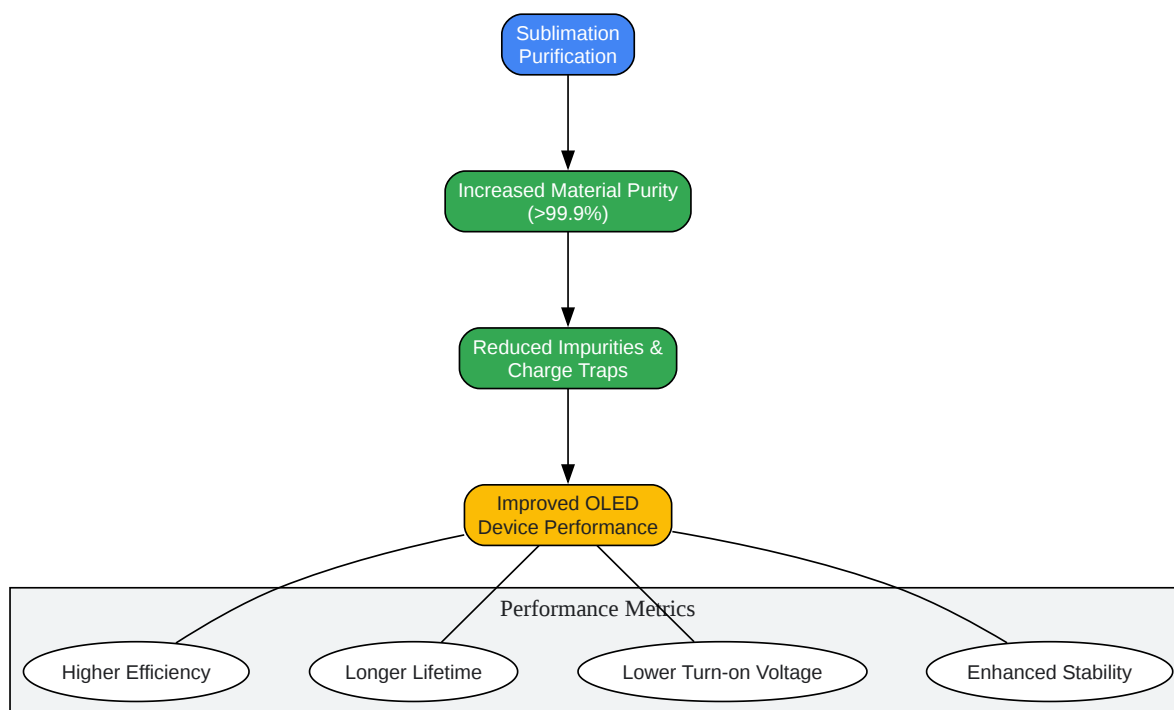 Sublimation
Purification
Increased Material Purity
(>99.9%)
Reduced Impurities &
Charge Traps
Improved OLED
Device Performance
Performance Metrics
Higher Efficiency
Longer Lifetime
Lower Turn-on Voltage
Enhanced Stability